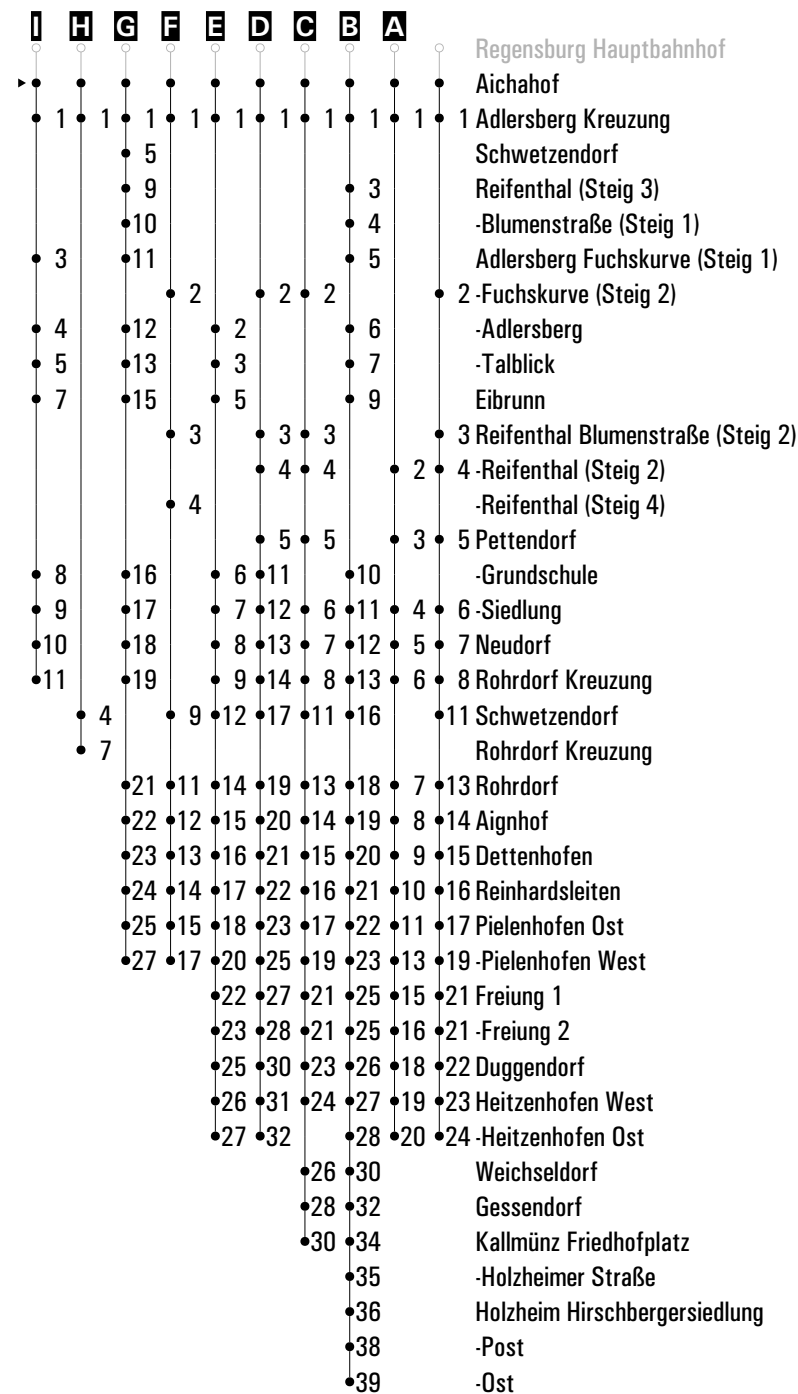 I H G F E D C B A
Regensburg Hauptbahnhof
Aichahof
1 1 1 1 1 1 1 1 1 1 Adlersberg Kreuzung
5 Schwetzendorf
9 3 Reifenthal (Steig 3)
10 4 -Blumenstraße (Steig 1)
3 11 5 Adlersberg Fuchskurve (Steig 1)
2 2 2 2 -Fuchskurve (Steig 2)
4 12 2 6 -Adlersberg
5 13 3 7 -Talblick
7 15 5 9 Eibrunn
3 3 3 3 Reifenthal Blumenstraße (Steig 2)
4 4 2 4 -Reifenthal (Steig 2)
4 -Reifenthal (Steig 4)
5 5 3 5 Pettendorf
8 16 6 11 10 -Grundschule
9 17 7 12 6 11 4 6 -Siedlung
10 18 8 13 7 12 5 7 Neudorf
11 19 9 14 8 13 6 8 Rohrdorf Kreuzung
4 9 12 17 11 16 11 Schwetzendorf
7 Rohrdorf Kreuzung
21 11 14 19 13 18 7 13 Rohrdorf
22 12 15 20 14 19 8 14 Aignhof
23 13 16 21 15 20 9 15 Dettenhofen
24 14 17 22 16 21 10 16 Reinhardsleiten
25 15 18 23 17 22 11 17 Pielenhofen Ost
27 17 20 25 19 23 13 19 -Pielenhofen West
22 27 21 25 15 21 Freiung 1
23 28 21 25 16 21 -Freiung 2
25 30 23 26 18 22 Duggendorf
26 31 24 27 19 23 Heitzenhofen West
27 32 28 20 24 -Heitzenhofen Ost
26 30 Weichseldorf
28 32 Gessendorf
30 34 Kallmünz Friedhofplatz
35 -Holzheimer Straße
36 Holzheim Hirschbergersiedlung
38 -Post
39 -Ost